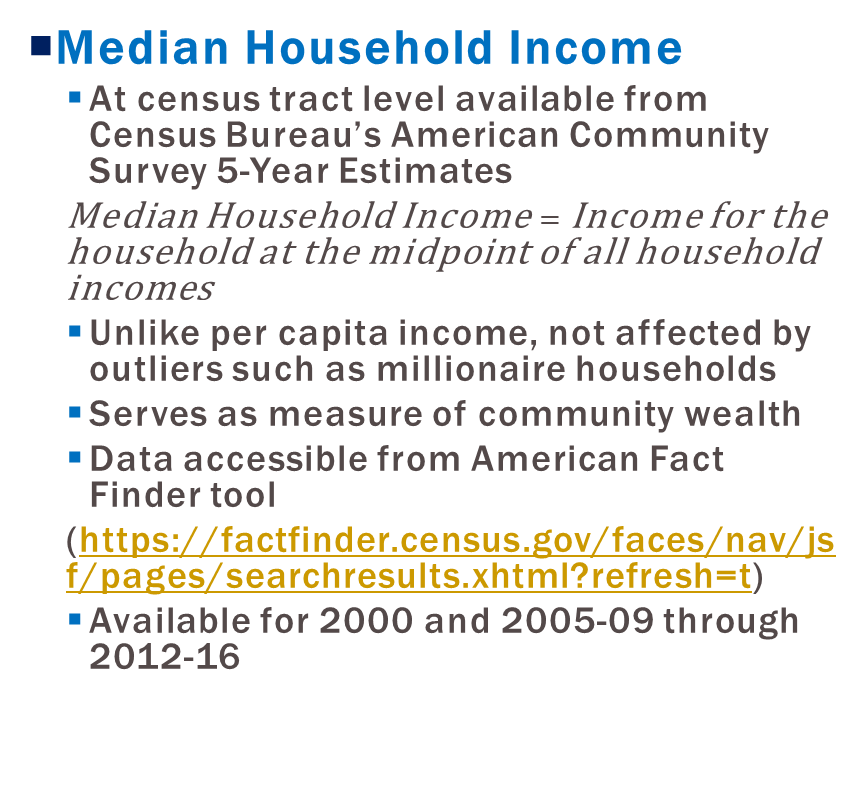 Median Household Income
At census tract level available from
Census Bureau’s American Community
Survey 5-Year Estimates
Median Household Income = Income for the
household at the midpoint of all household
incomes
Unlike per capita income, not affected by
outliers such as millionaire households
Serves as measure of community wealth
Data accessible from American Fact
Finder tool
(https://factfinder.census.gov/faces/nav/js
f/pages/searchresults.xhtml?refresh=t)
Available for 2000 and 2005-09 through
2012-16